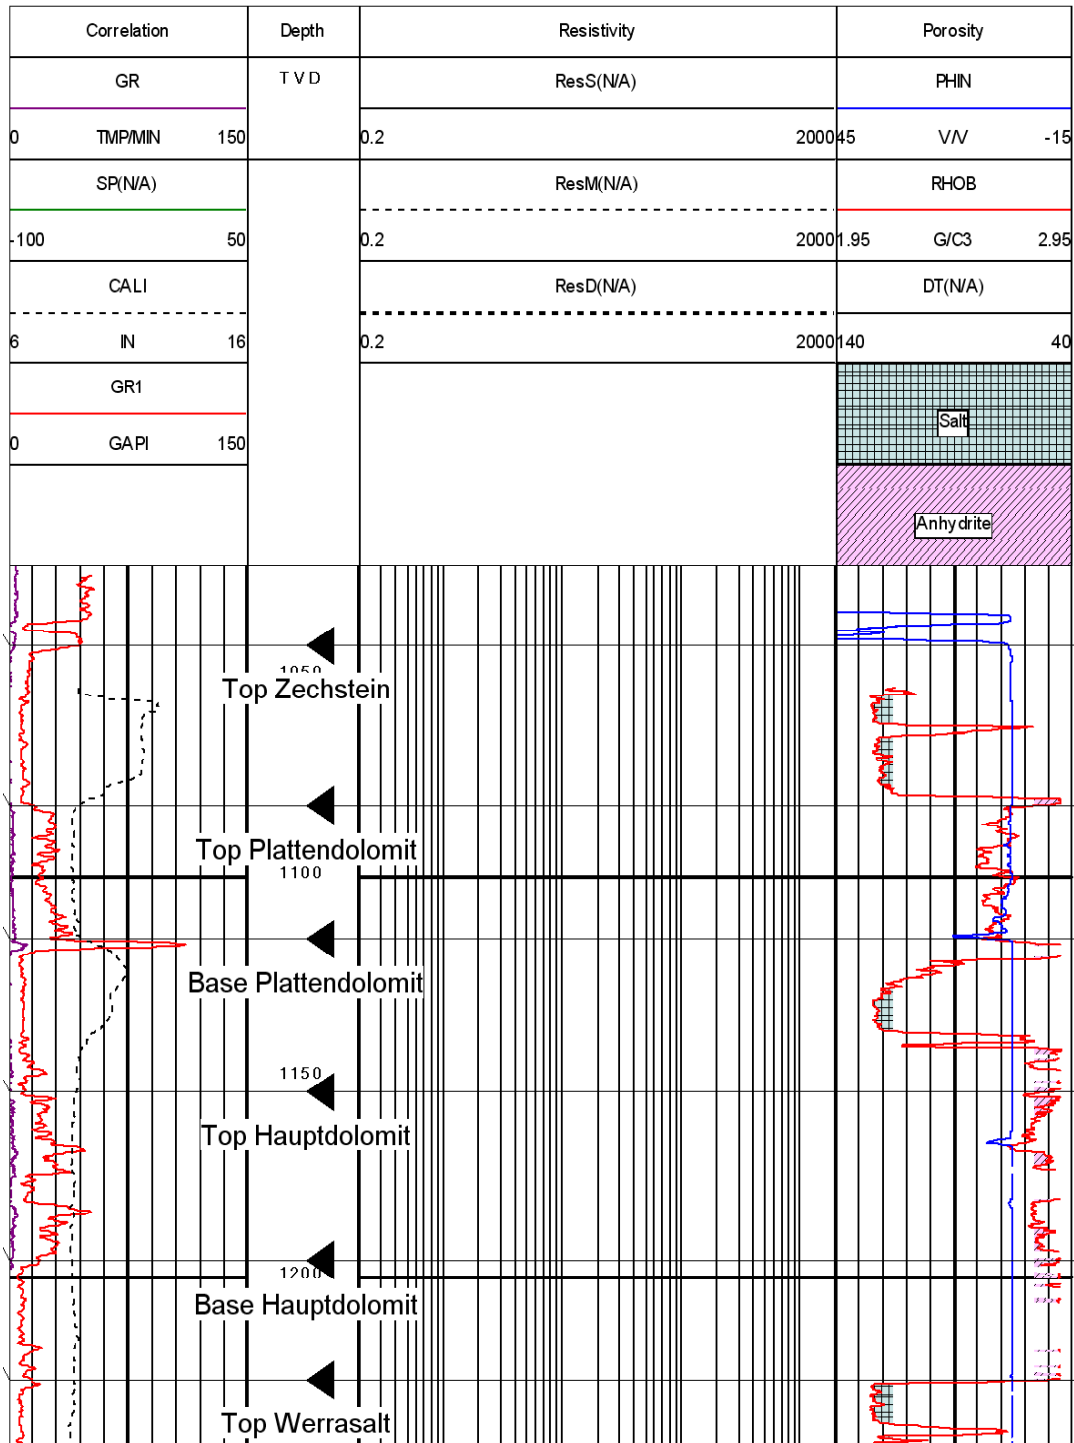 Correlation Depth Resistivity Porosity
GR TVD ResS(N/A) PHIN
0 TMP/MIN 150 0.2 2000 45 V/V -15
SP(N/A) ResM(N/A) RHOB
-100 50 0.2 2000 1.95 G/C3 2.95
CALI ResD(N/A) DT(N/A)
6 IN 16 0.2 2000 140 40
GR1
0 GAPI 150
Salt
Anhydrite
1050
Top Zechstein
Top Plattendolomit
1100
Base Plattendolomit
1150
Top Hauptdolomit
1200
Base Hauptdolomit
Top Werrasalt